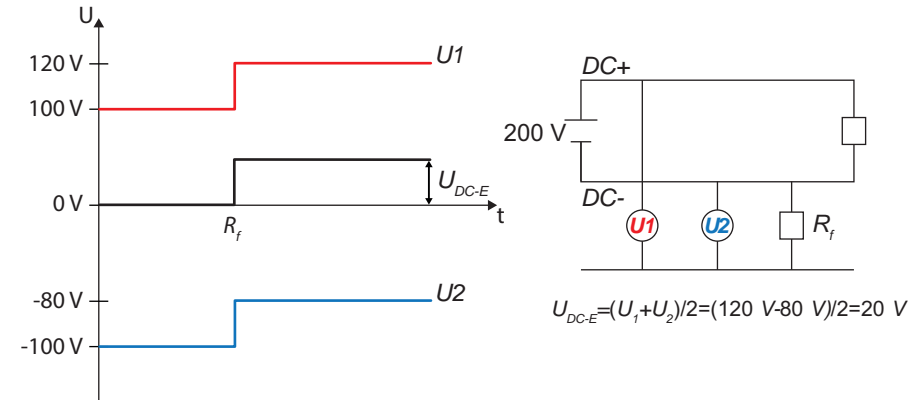 U
120 V
U1
100 V
U_DC-E
0 V
t
R_f
-80 V
U2
-100 V
DC+
200 V
DC-
U1
U2
R_f
U_DC-E=(U_1+U_2)/2=(120 V-80 V)/2=20 V